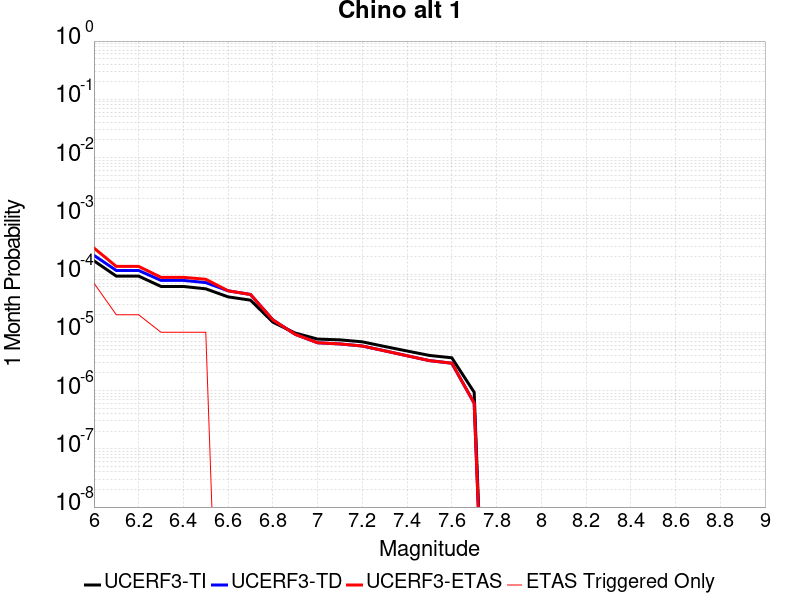 Chino alt 1
10^0
10^-1
10^-2
10^-3
10^-4
10^-5
10^-6
10^-7
10^-8
1 Month Probability
6 6.2 6.4 6.6 6.8 7 7.2 7.4 7.6 7.8 8 8.2 8.4 8.6 8.8 9
Magnitude
UCERF3-TI UCERF3-TD UCERF3-ETAS ETAS Triggered Only